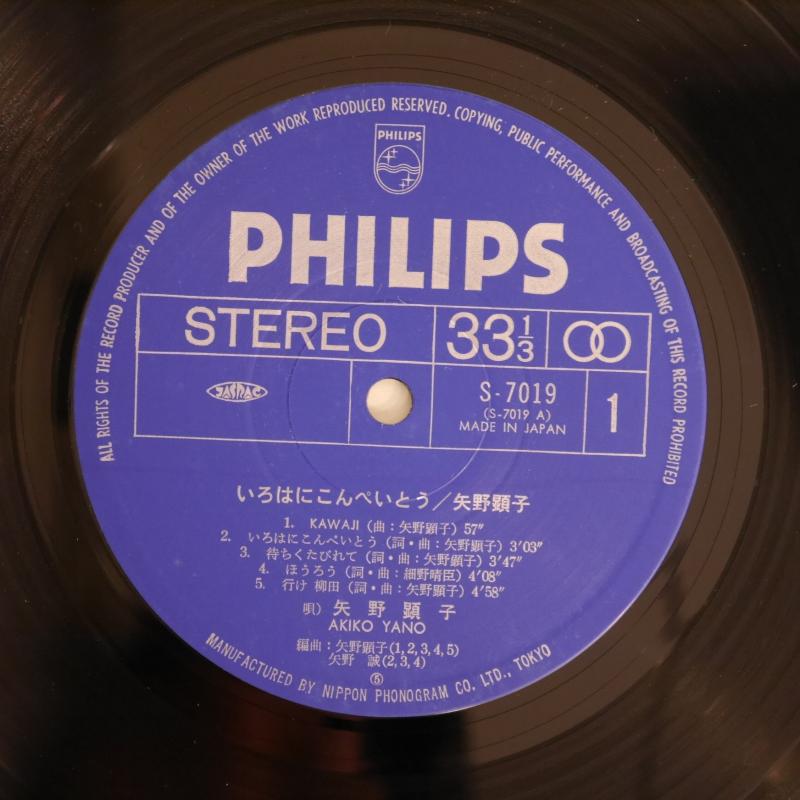 ALL RIGHTS OF THE RECORD PRODUCER AND OF THE OWNER OF THE WORK REPRODUCED RESERVED. COPYING, PUBLIC PERFORMANCE AND BROADCASTING OF THIS RECORD PROHIBITED
PHILIPS
PHILIPS
STEREO 33 1/3
JASRAC S-7019
(S-7019 A)
MADE IN JAPAN
1
いろはにこんぺいとう/矢野顕子
1. KAWAJI (曲:矢野顕子) 57″
2. いろはにこんぺいとう (詞・曲:矢野顕子) 3′03″
3. 待ちくたびれて (詞・曲:矢野顕子) 3′47″
4. ほうろう (詞・曲:細野晴臣) 4′08″
5. 行け 柳田 (詞・曲:矢野顕子) 4′58″
唄) 矢野顕子
AKIKO YANO
編曲:矢野顕子(1,2,3,4,5)
矢野 誠(2,3,4)
⑥
MANUFACTURED BY NIPPON PHONOGRAM CO. LTD., TOKYO